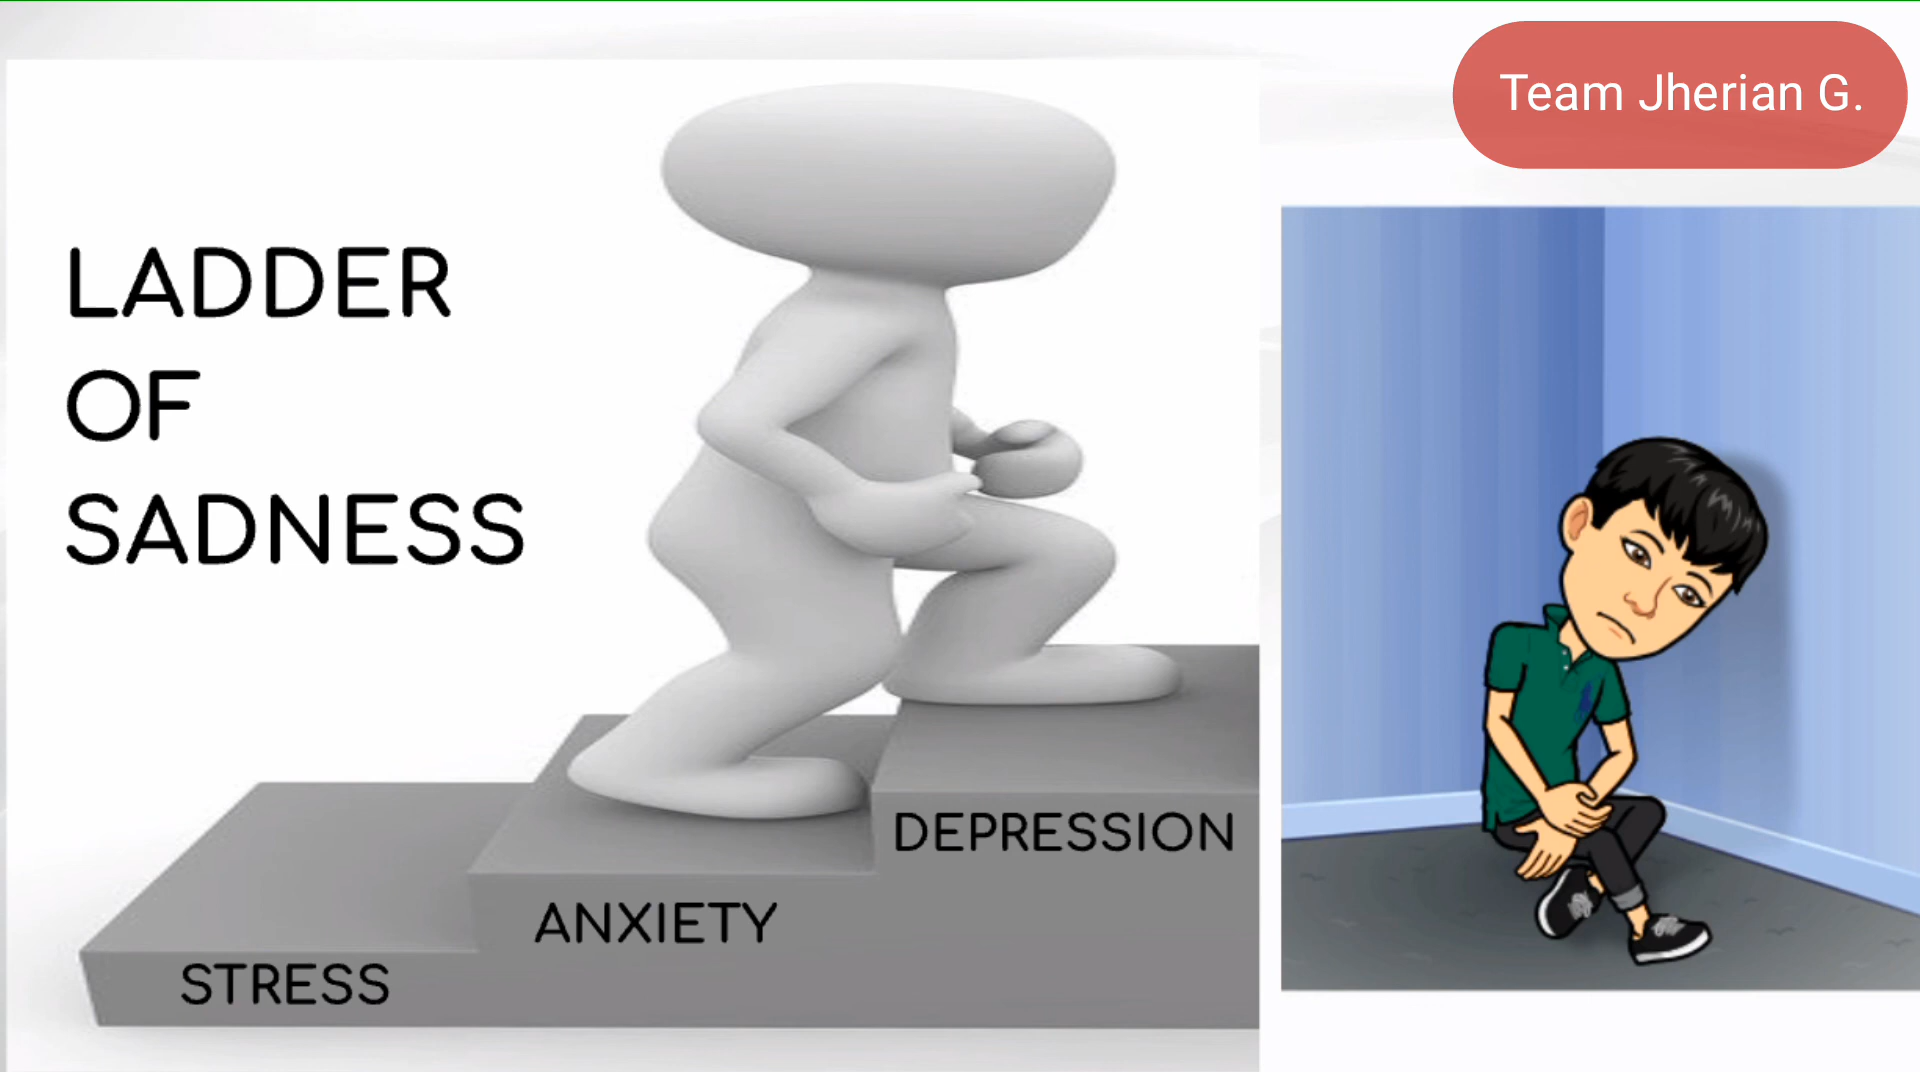 Team Jherian G.
LADDER
OF
SADNESS
DEPRESSION
ANXIETY
STRESS